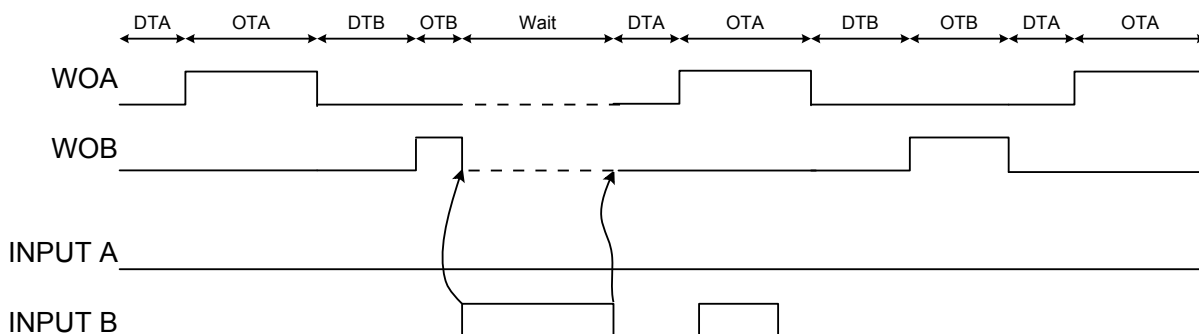 DTA OTA DTB OTB Wait DTA OTA DTB OTB DTA OTA
WOA
WOB
INPUT A
INPUT B